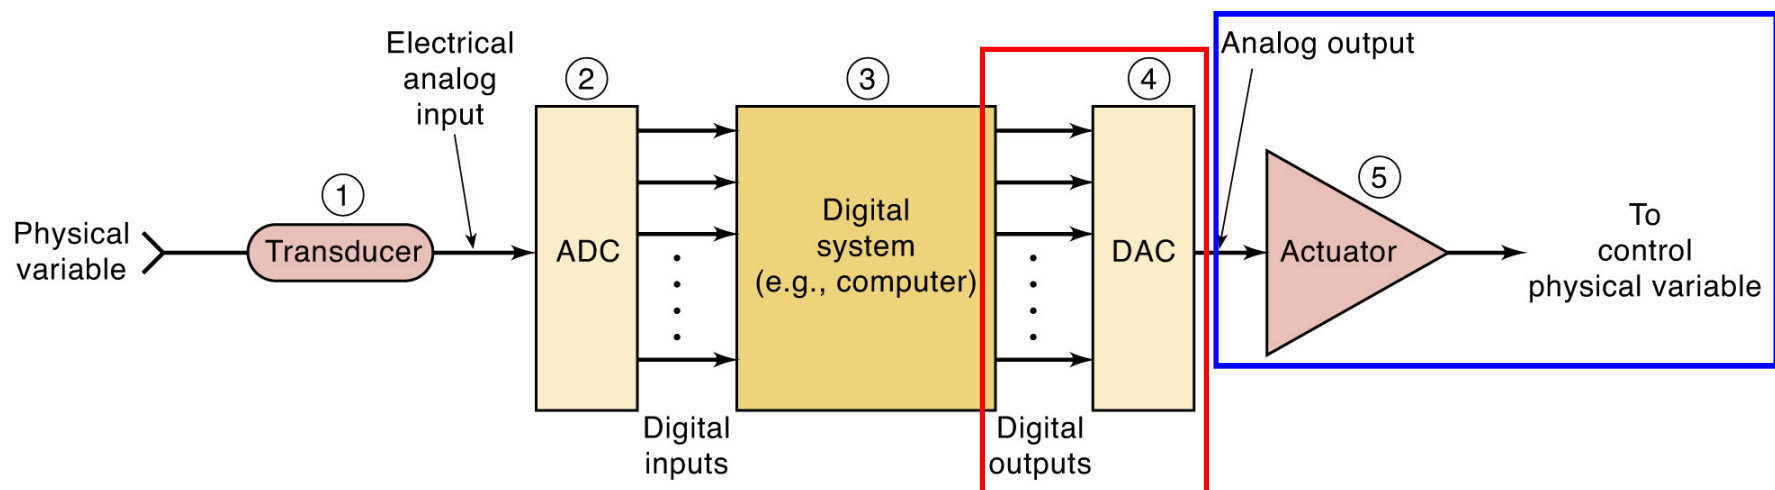 Electrical
analog
input
Analog output
①
②
③
④
⑤
Physical
variable
Transducer
ADC
Digital
system
(e.g., computer)
DAC
Actuator
To
control
physical variable
Digital
inputs
Digital
outputs